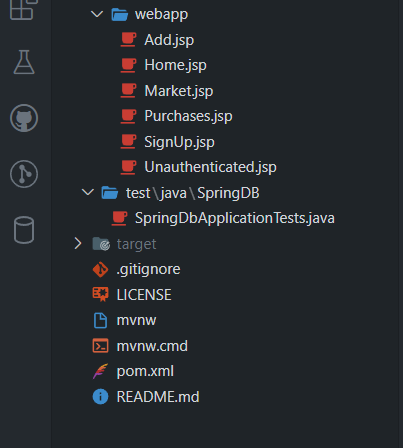 webapp
Add.jsp
Home.jsp
Market.jsp
Purchases.jsp
SignUp.jsp
Unauthenticated.jsp
test\java\SpringDB
SpringDbApplicationTests.java
target
.gitignore
LICENSE
mvnw
mvnw.cmd
pom.xml
README.md